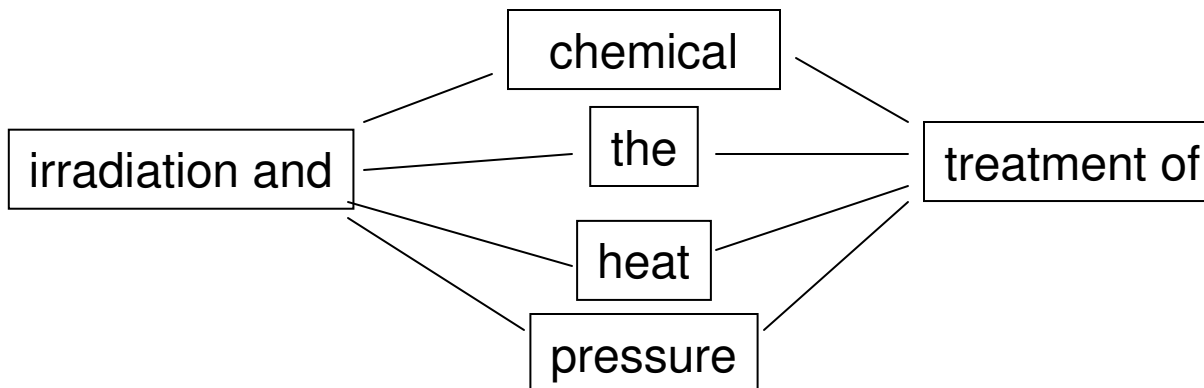 chemical
the
irradiation and
treatment of
heat
pressure